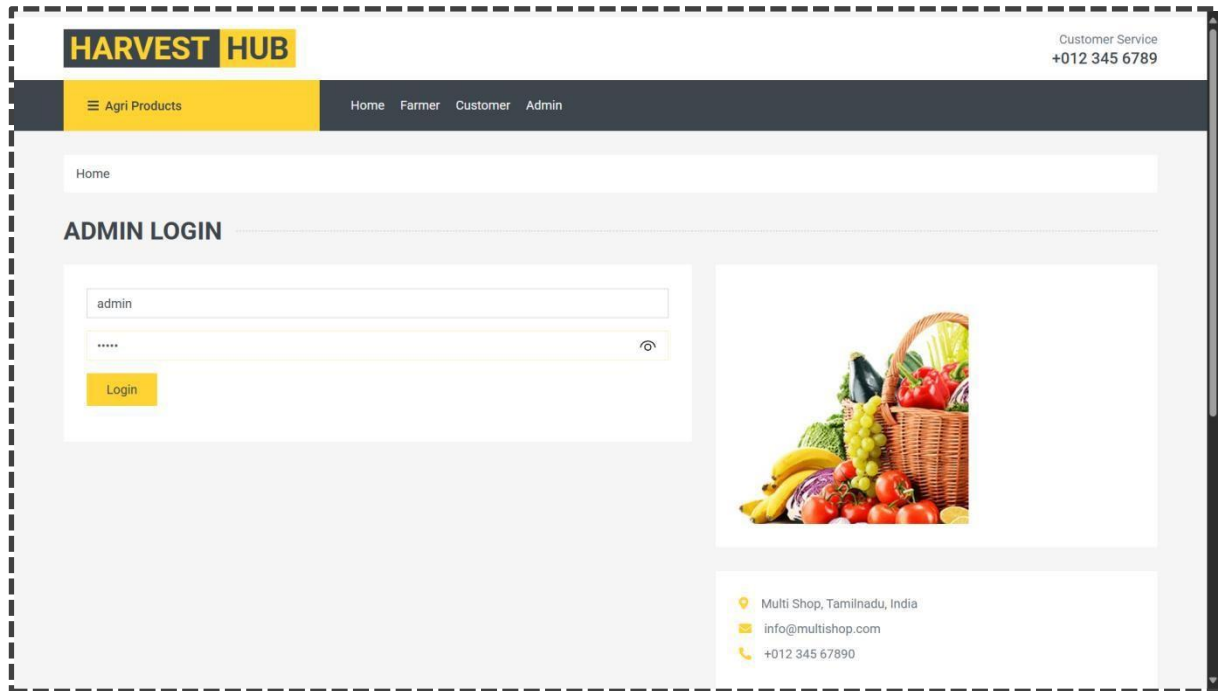 HARVEST HUB
Customer Service
+012 345 6789
Agri Products
Home Farmer Customer Admin
Home
ADMIN LOGIN
admin
•••••
Login
Multi Shop, Tamilnadu, India
info@multishop.com
+012 345 67890